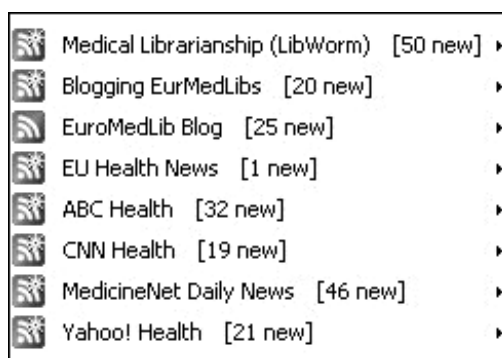 Medical Librarianship (LibWorm) [50 new]
Blogging EurMedLibs [20 new]
EuroMedLib Blog [25 new]
EU Health News [1 new]
ABC Health [32 new]
CNN Health [19 new]
MedicineNet Daily News [46 new]
Yahoo! Health [21 new]